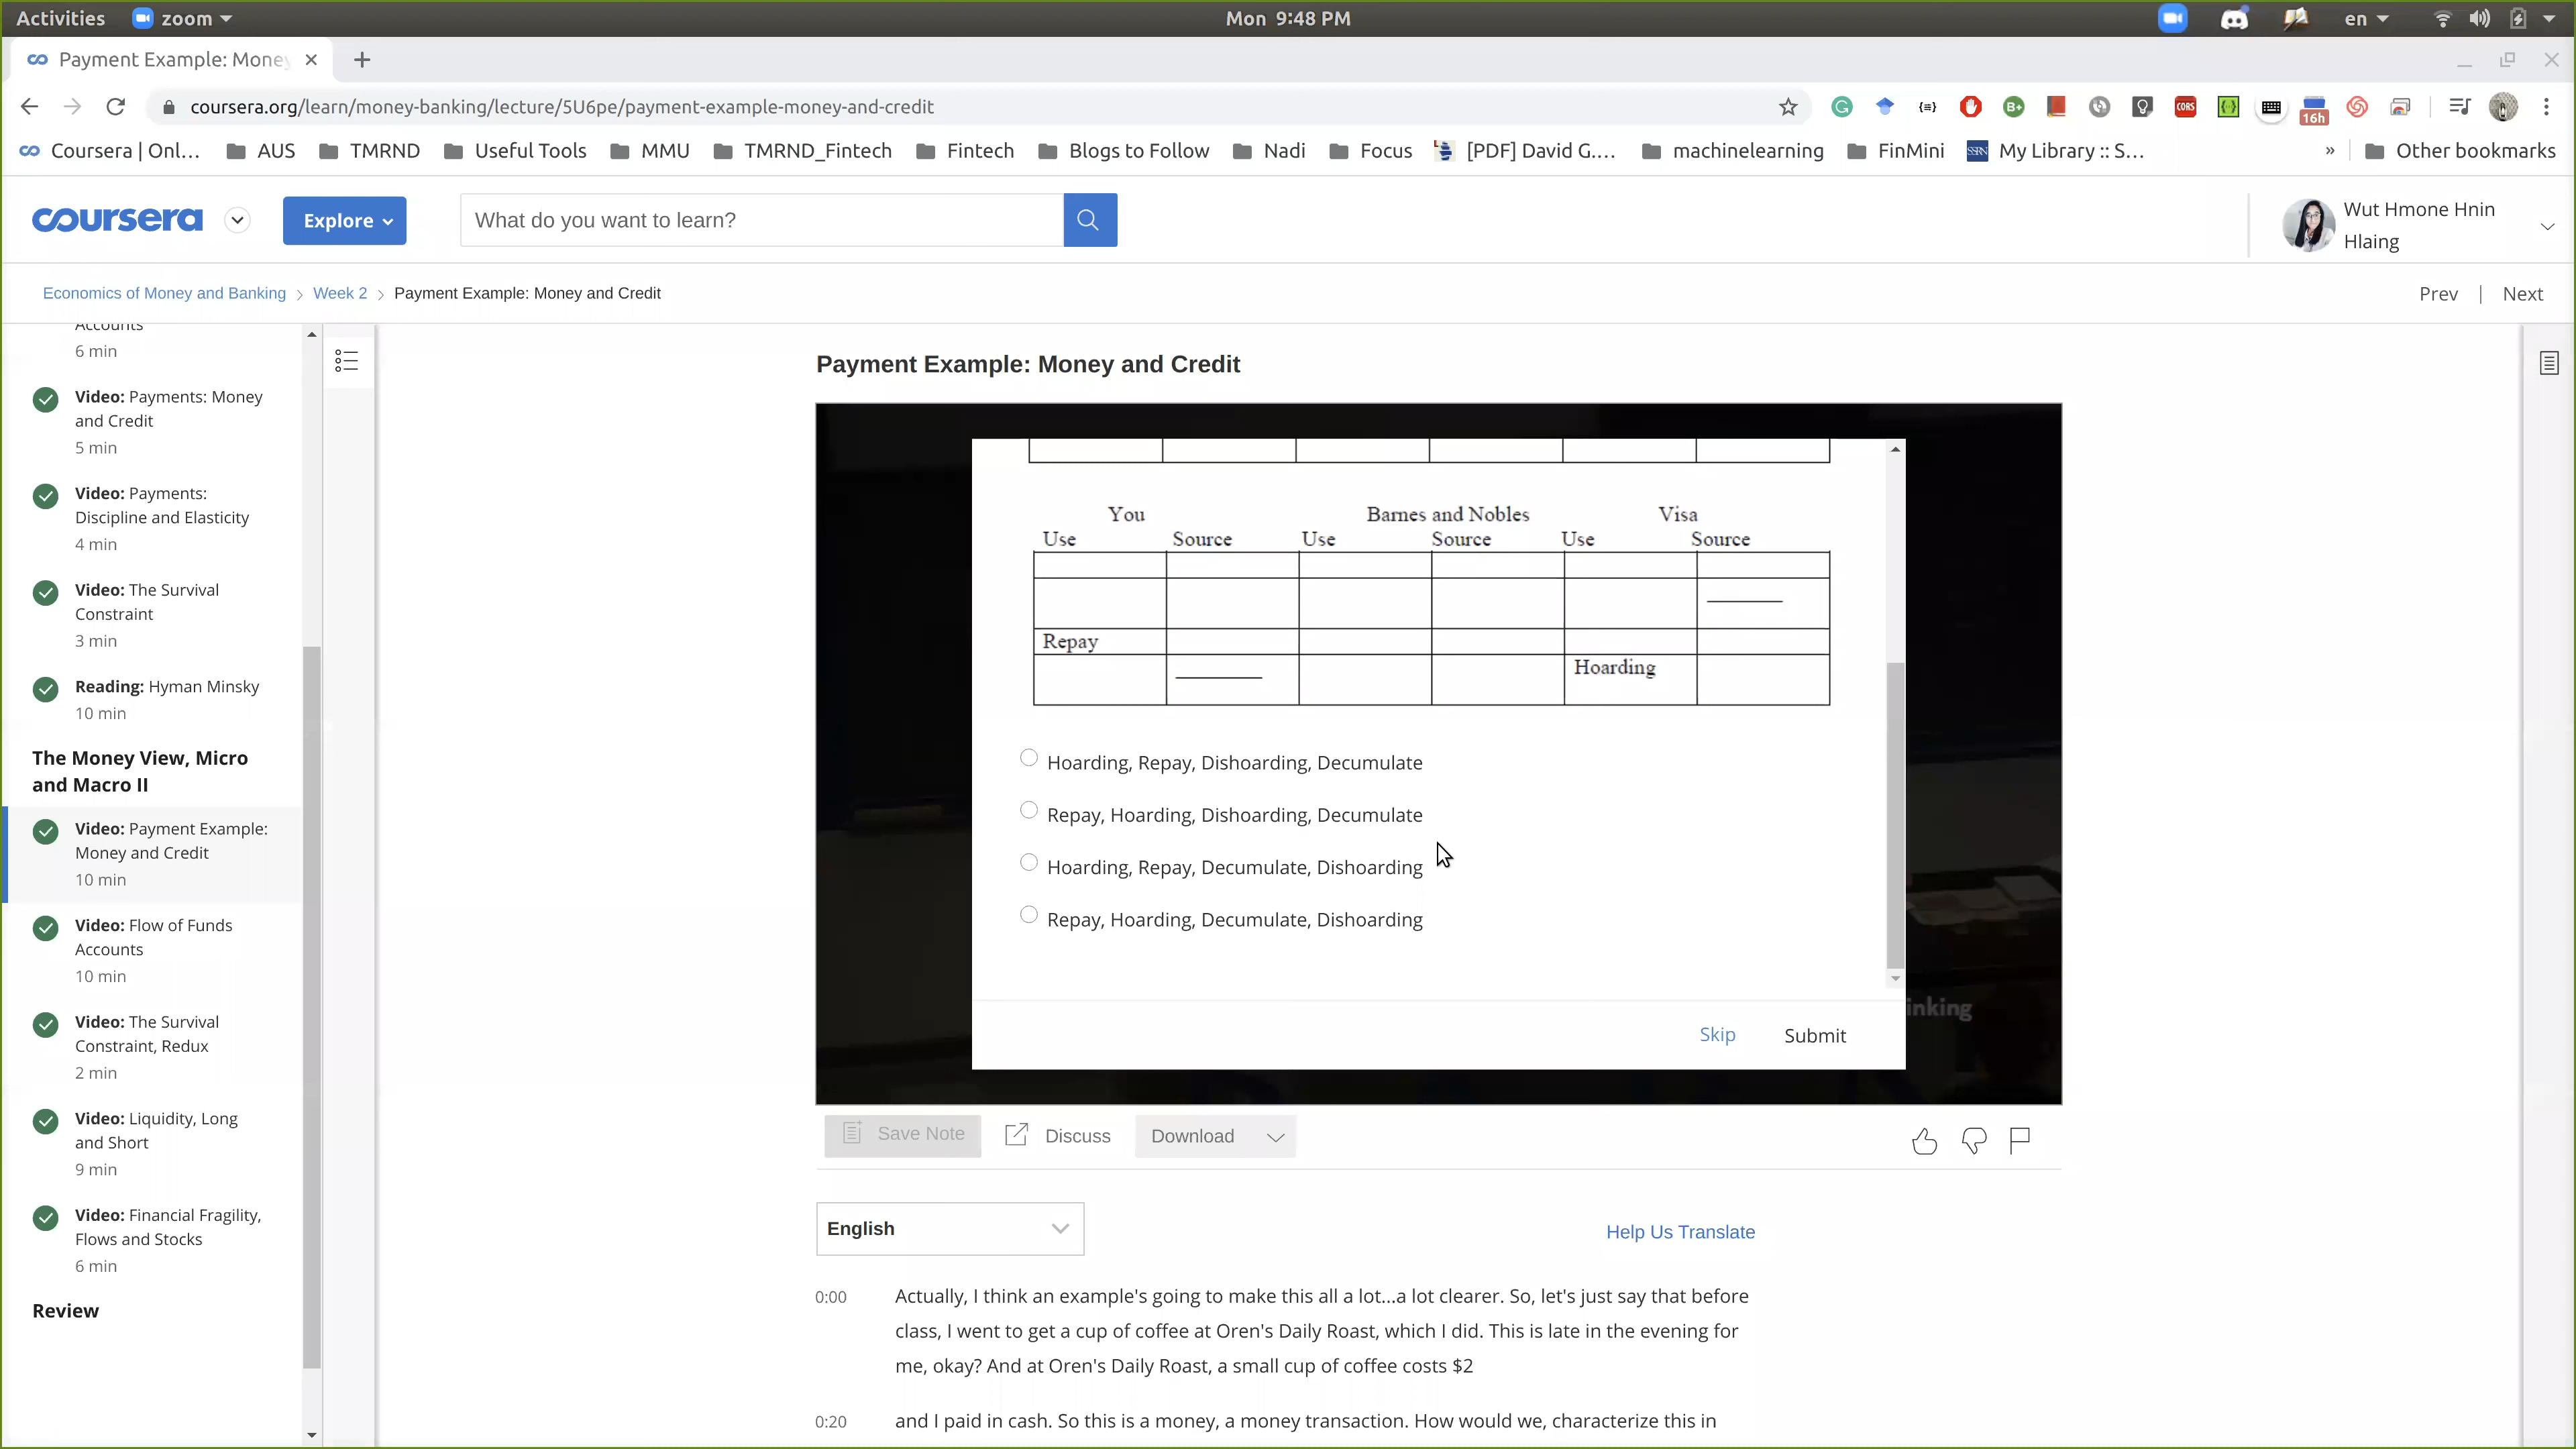 Activities zoom Mon 9:48 PM en
Payment Example: Money
coursera.org/learn/money-banking/lecture/5U6pe/payment-example-money-and-credit
16h
Coursera | Onl... AUS TMRND Useful Tools MMU TMRND_Fintech Fintech Blogs to Follow Nadi Focus [PDF] David G.... machinelearning FinMini SSRN My Library :: S... » Other bookmarks
coursera Explore What do you want to learn? Wut Hmone Hnin
Hlaing
Economics of Money and Banking > Week 2 > Payment Example: Money and Credit Prev | Next
Accounts
6 min
Video: Payments: Money
and Credit
5 min
Video: Payments:
Discipline and Elasticity
4 min
Video: The Survival
Constraint
3 min
Reading: Hyman Minsky
10 min
The Money View, Micro
and Macro II
Video: Payment Example:
Money and Credit
10 min
Video: Flow of Funds
Accounts
10 min
Video: The Survival
Constraint, Redux
2 min
Video: Liquidity, Long
and Short
9 min
Video: Financial Fragility,
Flows and Stocks
6 min
Review
Payment Example: Money and Credit
You Barnes and Nobles Visa
Use Source Use Source Use Source
Repay
Hoarding
Hoarding, Repay, Dishoarding, Decumulate
Repay, Hoarding, Dishoarding, Decumulate
Hoarding, Repay, Decumulate, Dishoarding
Repay, Hoarding, Decumulate, Dishoarding
inking
Skip Submit
Save Note Discuss Download
English Help Us Translate
0:00 Actually, I think an example's going to make this all a lot...a lot clearer. So, let's just say that before
class, I went to get a cup of coffee at Oren's Daily Roast, which I did. This is late in the evening for
me, okay? And at Oren's Daily Roast, a small cup of coffee costs $2
0:20 and I paid in cash. So this is a money, a money transaction. How would we, characterize this in